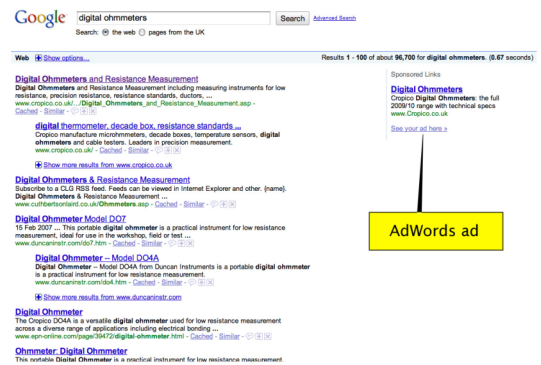 Google
digital ohmmeters
Search
Advanced Search
Search: the web pages from the UK
Web Show options...
Results 1 - 100 of about 96,700 for digital ohmmeters. (0.67 seconds)
Digital Ohmmeters and Resistance Measurement
Digital Ohmmeters and Resistance Measurement including measuring instruments for low
resistance, precision resistance, resistance standards, ductors, ...
www.cropico.co.uk/.../Digital_Ohmmeters_and_Resistance_Measurement.asp -
Cached - Similar -
digital thermometer, decade box, resistance standards ...
Cropico manufacture microhmmeters, decade boxes, temperature sensors, digital
ohmmeters and cable testers. Leaders in precision measurement.
www.cropico.co.uk/ - Cached - Similar -
Show more results from www.cropico.co.uk
Digital Ohmmeters & Resistance Measurement
Subscribe to a CLG RSS feed. Feeds can be viewed in Internet Explorer and other. {name}.
Digital Ohmmeters & Resistance Measurement ...
www.cuthbertsonlaird.co.uk/Ohmmeters.asp - Cached - Similar -
Digital Ohmmeter Model DO7
15 Feb 2007 ... This portable digital ohmmeter is a practical instrument for low resistance
measurement, ideal for use in the workshop, field or test ...
www.duncaninstr.com/do7.htm - Cached - Similar -
Digital Ohmmeter – Model DO4A
Digital Ohmmeter – Model DO4A from Duncan Instruments is a portable digital ohmmeter
is a practical instrument for low resistance measurement.
www.duncaninstr.com/do4.htm - Cached - Similar -
Show more results from www.duncaninstr.com
Digital Ohmmeter
The Cropico DO4A is a versatile digital ohmmeter used for low resistance measurement
across a diverse range of applications including electrical bonding ...
www.epn-online.com/page/39472/digital-ohmmeter.html - Cached - Similar -
Ohmmeter: Digital Ohmmeter
This portable Digital Ohmmeter is a practical instrument for low resistance measurement.
Sponsored Links
Digital Ohmmeters
Cropico Digital Ohmmeters: the full
2009/10 range with technical specs
www.Cropico.co.uk
See your ad here »
AdWords ad